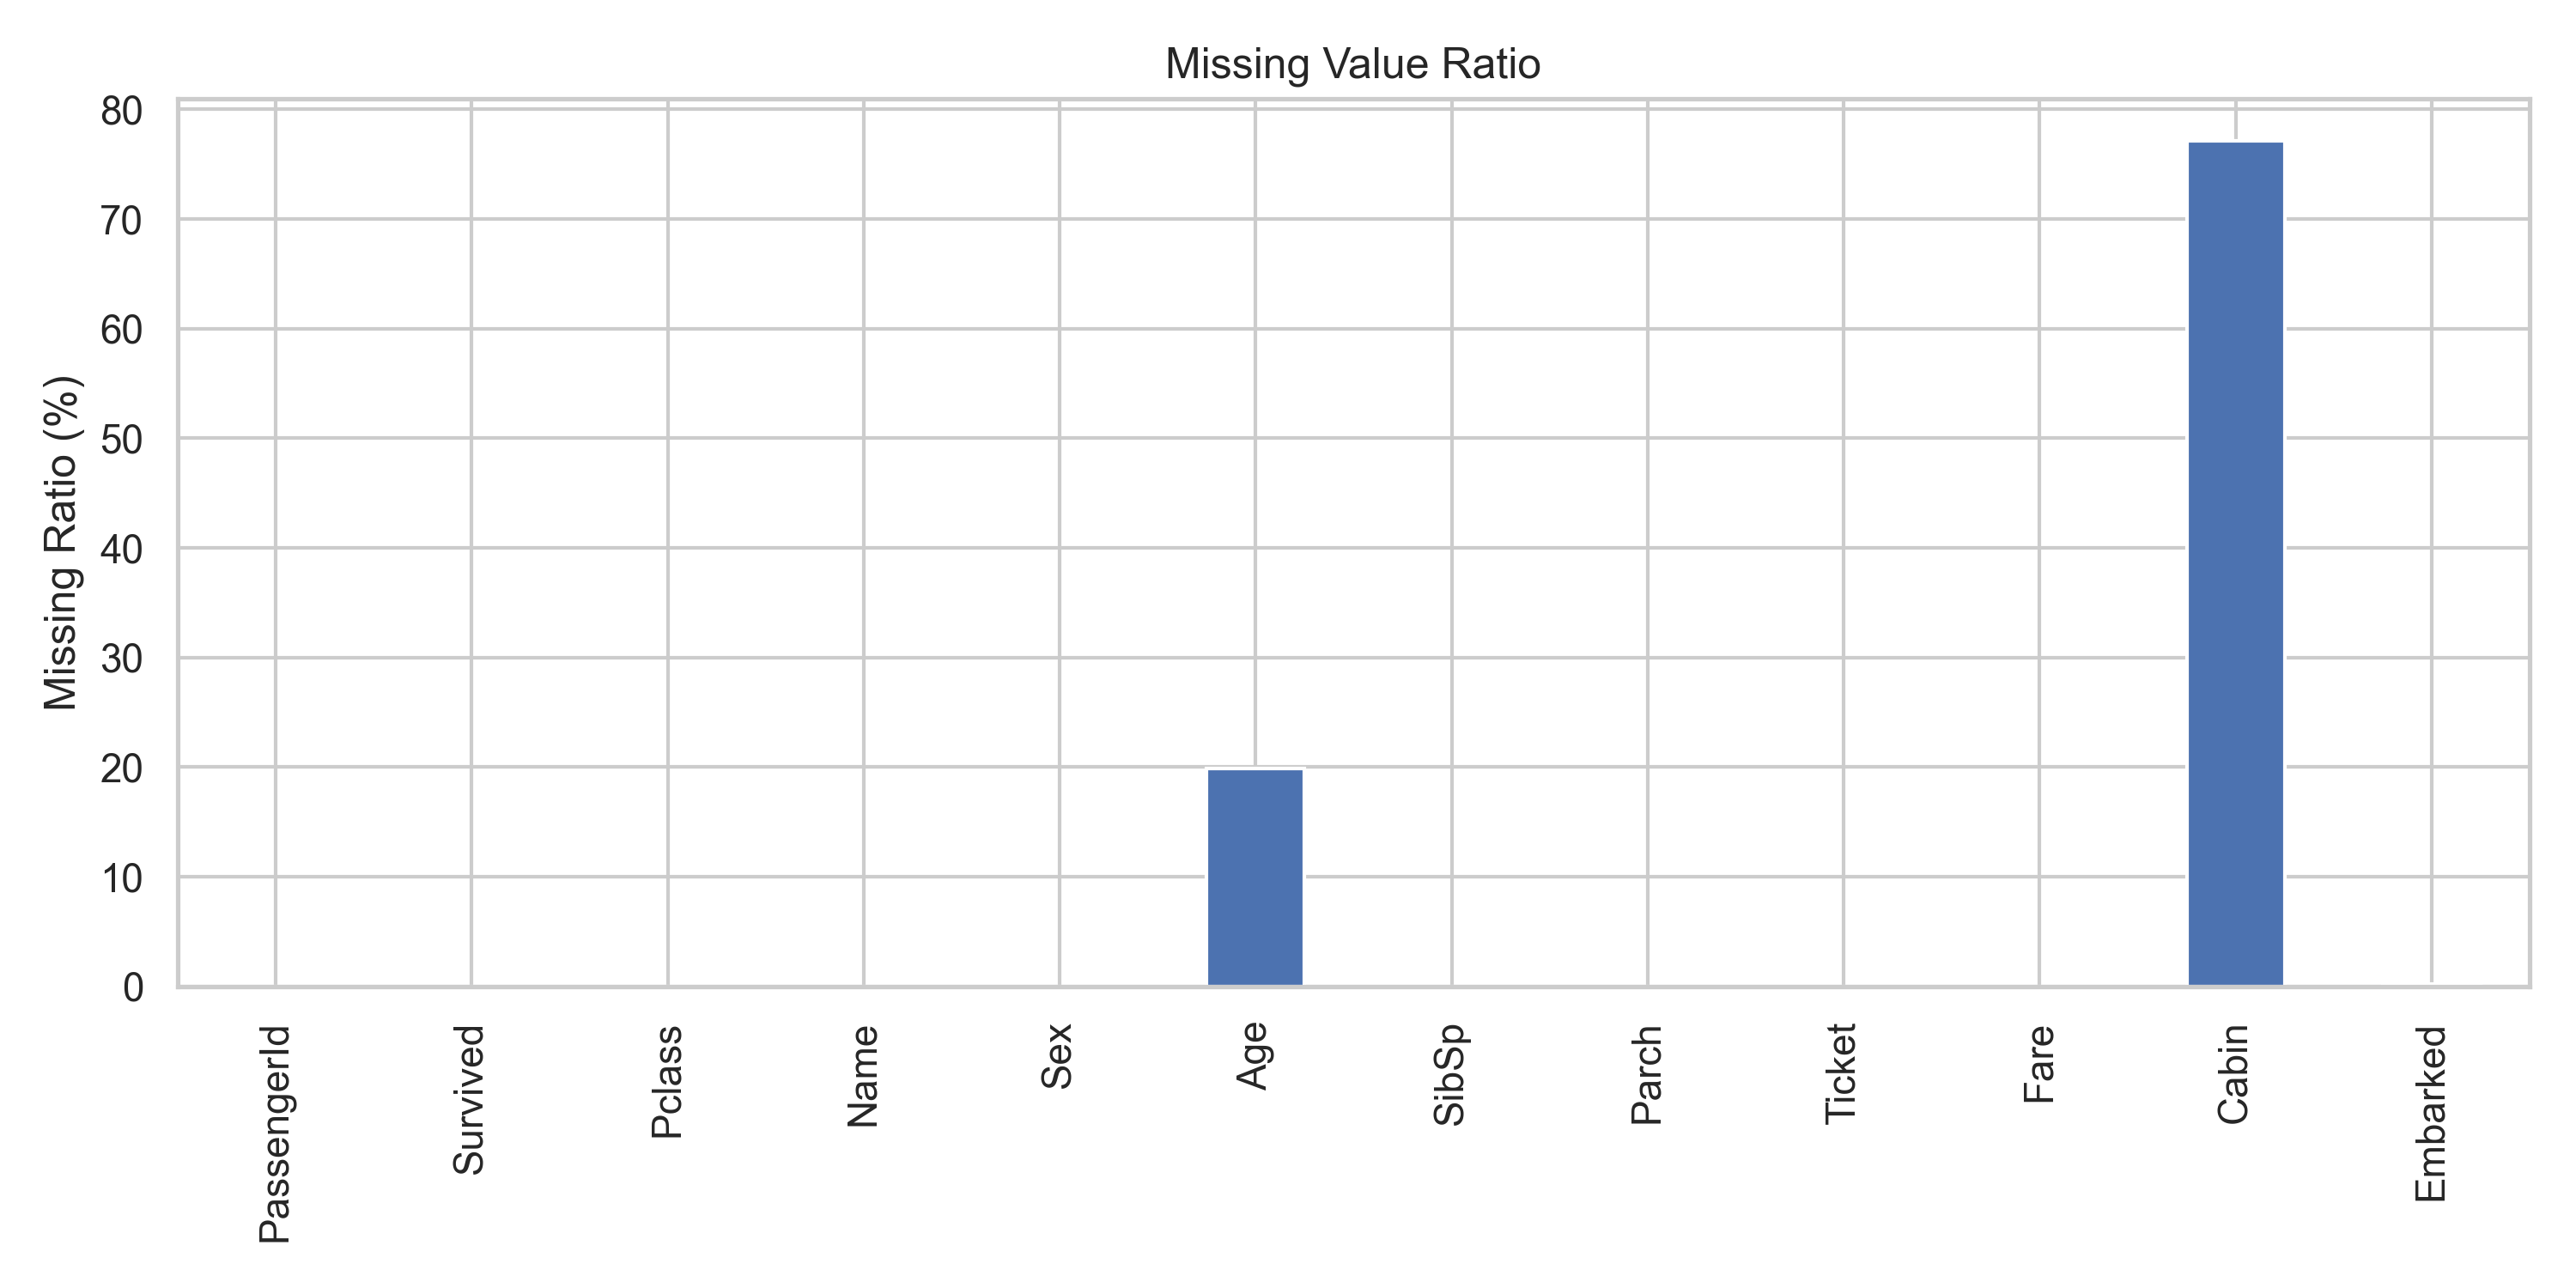 Missing Value Ratio
Missing Ratio (%)
80
70
60
50
40
30
20
10
0
PassengerId
Survived
Pclass
Name
Sex
Age
SibSp
Parch
Ticket
Fare
Cabin
Embarked